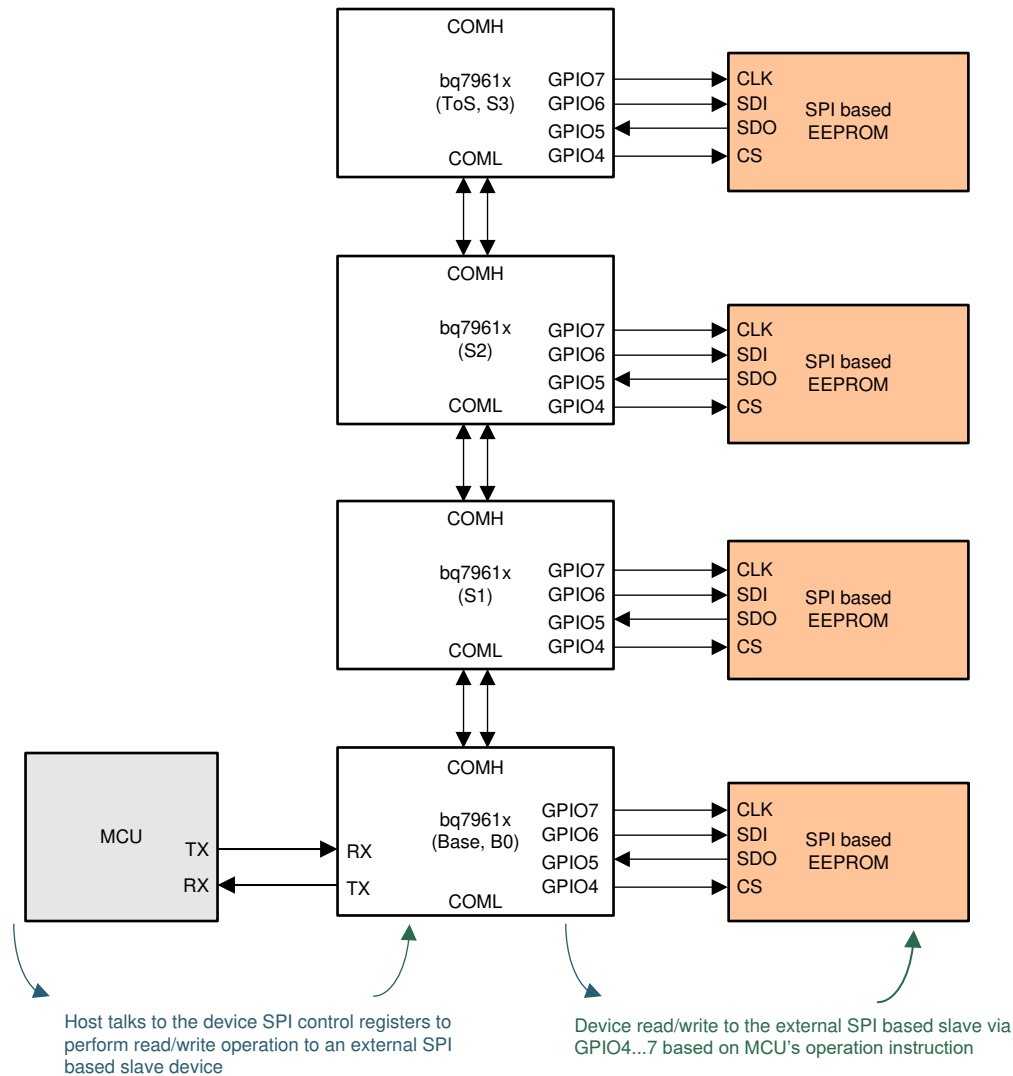 COMH
bq7961x
(ToS, S3)
GPIO7
GPIO6
GPIO5
GPIO4
COML
CLK
SDI
SDO
CS
SPI based
EEPROM
COMH
bq7961x
(S2)
GPIO7
GPIO6
GPIO5
GPIO4
COML
CLK
SDI
SDO
CS
SPI based
EEPROM
COMH
bq7961x
(S1)
GPIO7
GPIO6
GPIO5
GPIO4
COML
CLK
SDI
SDO
CS
SPI based
EEPROM
MCU
TX
RX
COMH
bq7961x
(Base, B0)
RX
TX
GPIO7
GPIO6
GPIO5
GPIO4
COML
CLK
SDI
SDO
CS
SPI based
EEPROM
Host talks to the device SPI control registers to
perform read/write operation to an external SPI
based slave device
Device read/write to the external SPI based slave via
GPIO4...7 based on MCU's operation instruction